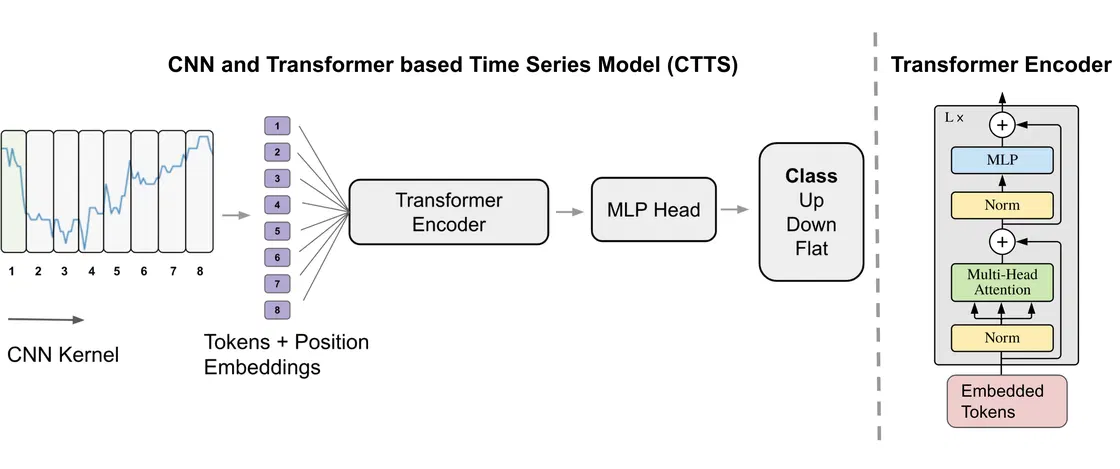 CNN and Transformer based Time Series Model (CTTS)
1 2 3 4 5 6 7 8
CNN Kernel
1
2
3
4
5
6
7
8
Tokens + Position
Embeddings
Transformer
Encoder
MLP Head
Class
Up
Down
Flat
Transformer Encoder
L x
+
MLP
Norm
+
Multi-Head
Attention
Norm
Embedded
Tokens